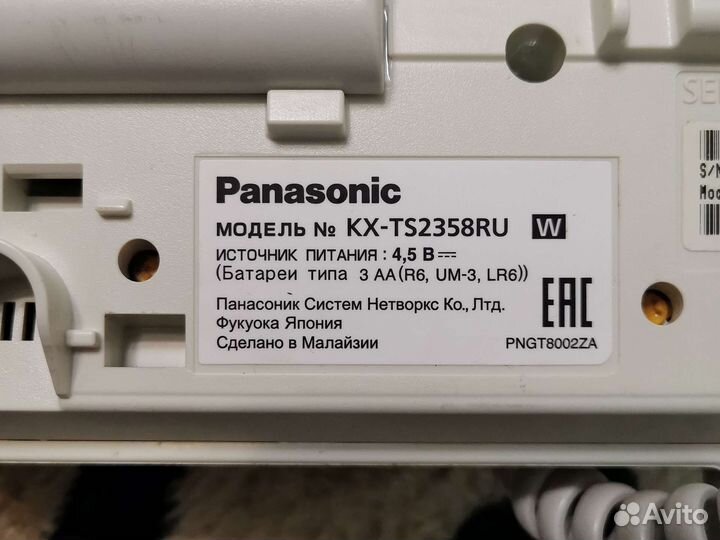 Panasonic
МОДЕЛЬ № KX-TS2358RU W
ИСТОЧНИК ПИТАНИЯ : 4,5 В
(Батареи типа 3 AA(R6, UM-3, LR6))
Панасоник Систем Нетворкс Ко., Лтд.
Фукуока Япония
Сделано в Малайзии
EAC
PNGT8002ZA
S/N
Avito